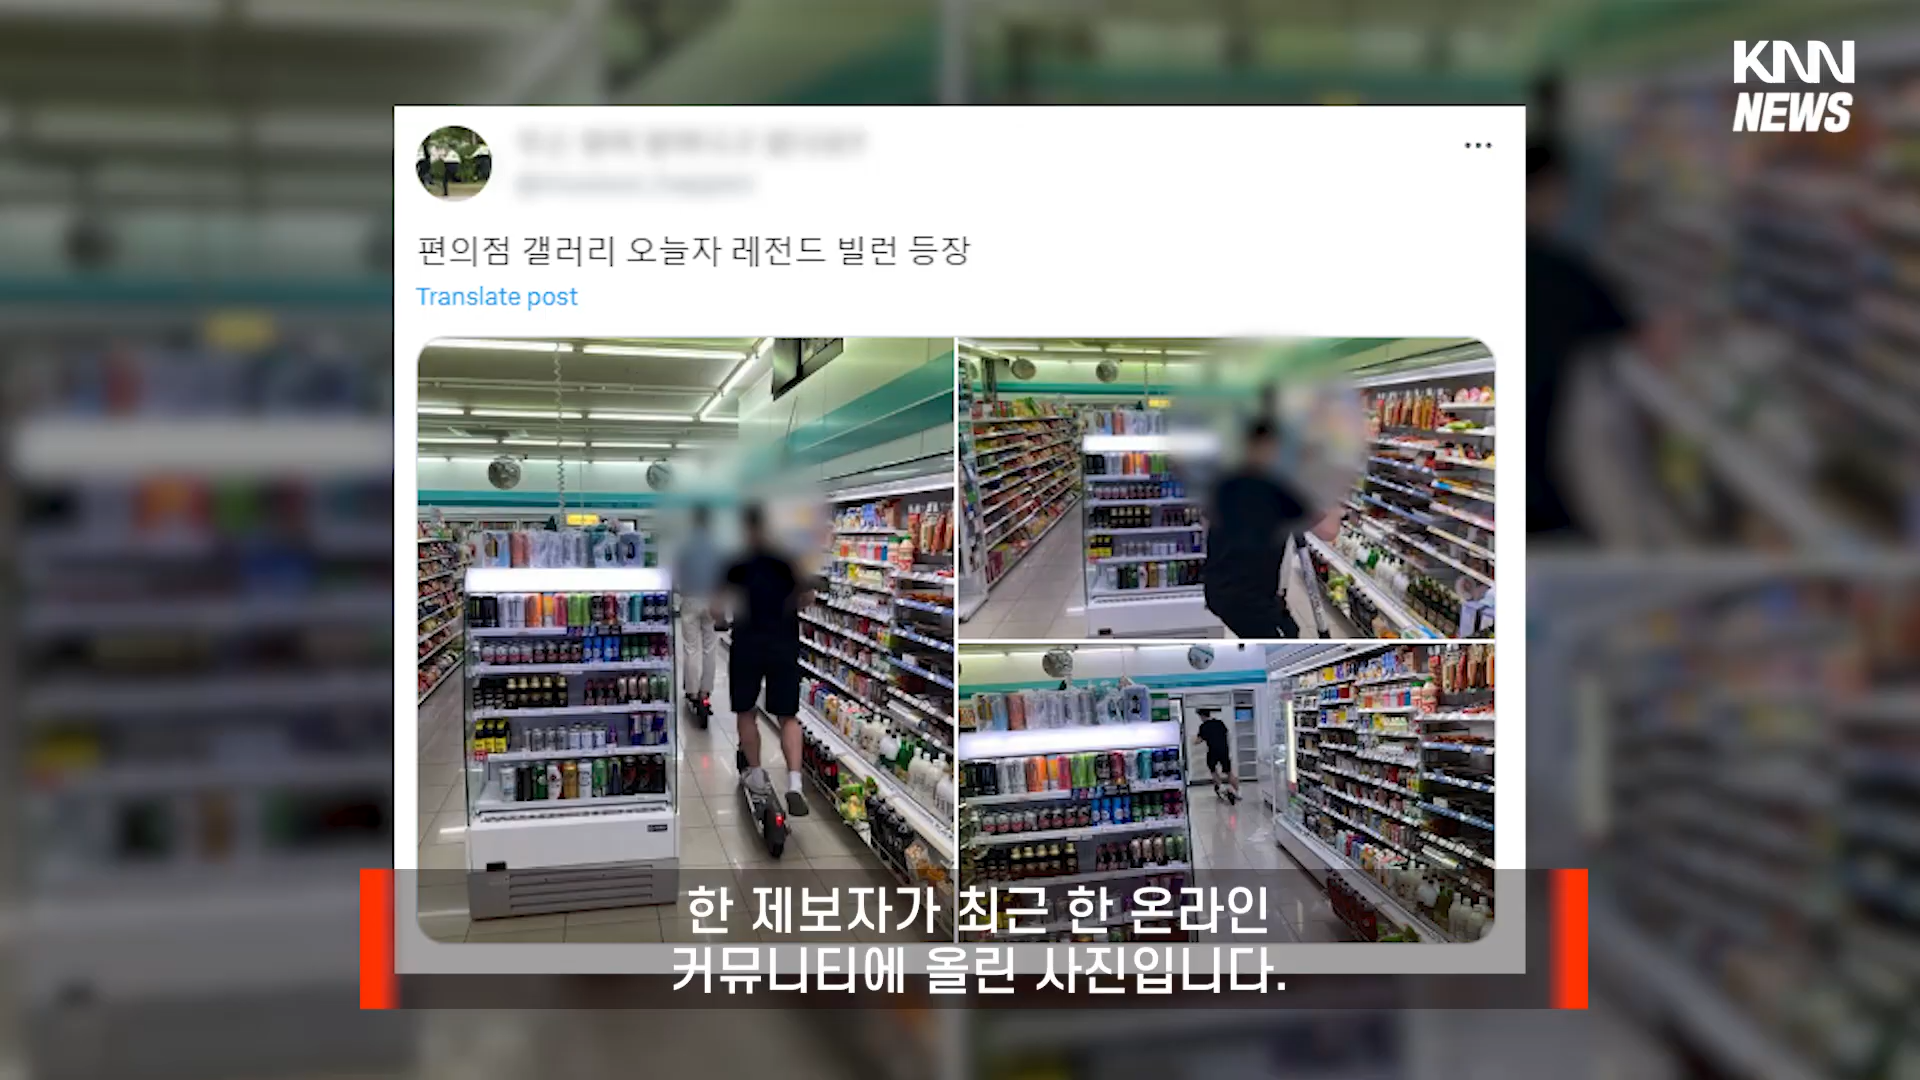 KNN
NEWS
편의점 갤러리 오늘자 레전드 빌런 등장
Translate post
한 제보자가 최근 한 온라인
커뮤니티에 올린 사진입니다.